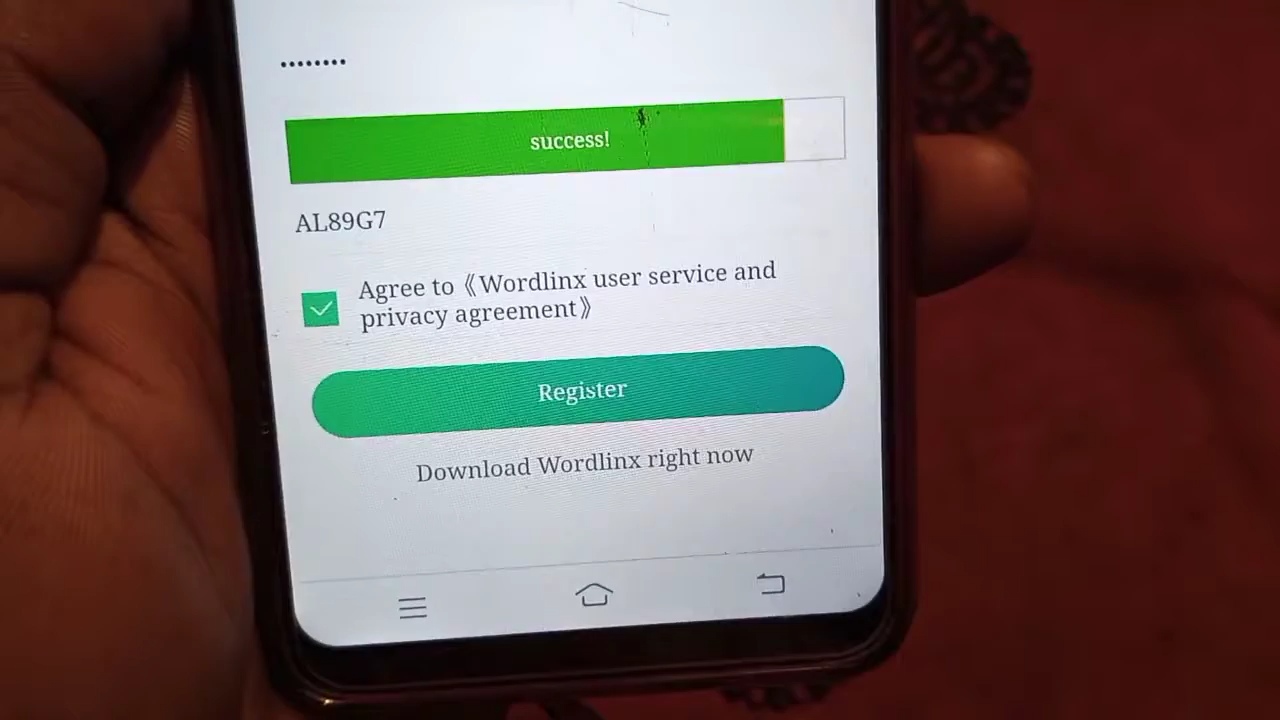 ••••••••
success!
AL89G7
Agree to《Wordlinx user service and
privacy agreement》
Register
Download Wordlinx right now